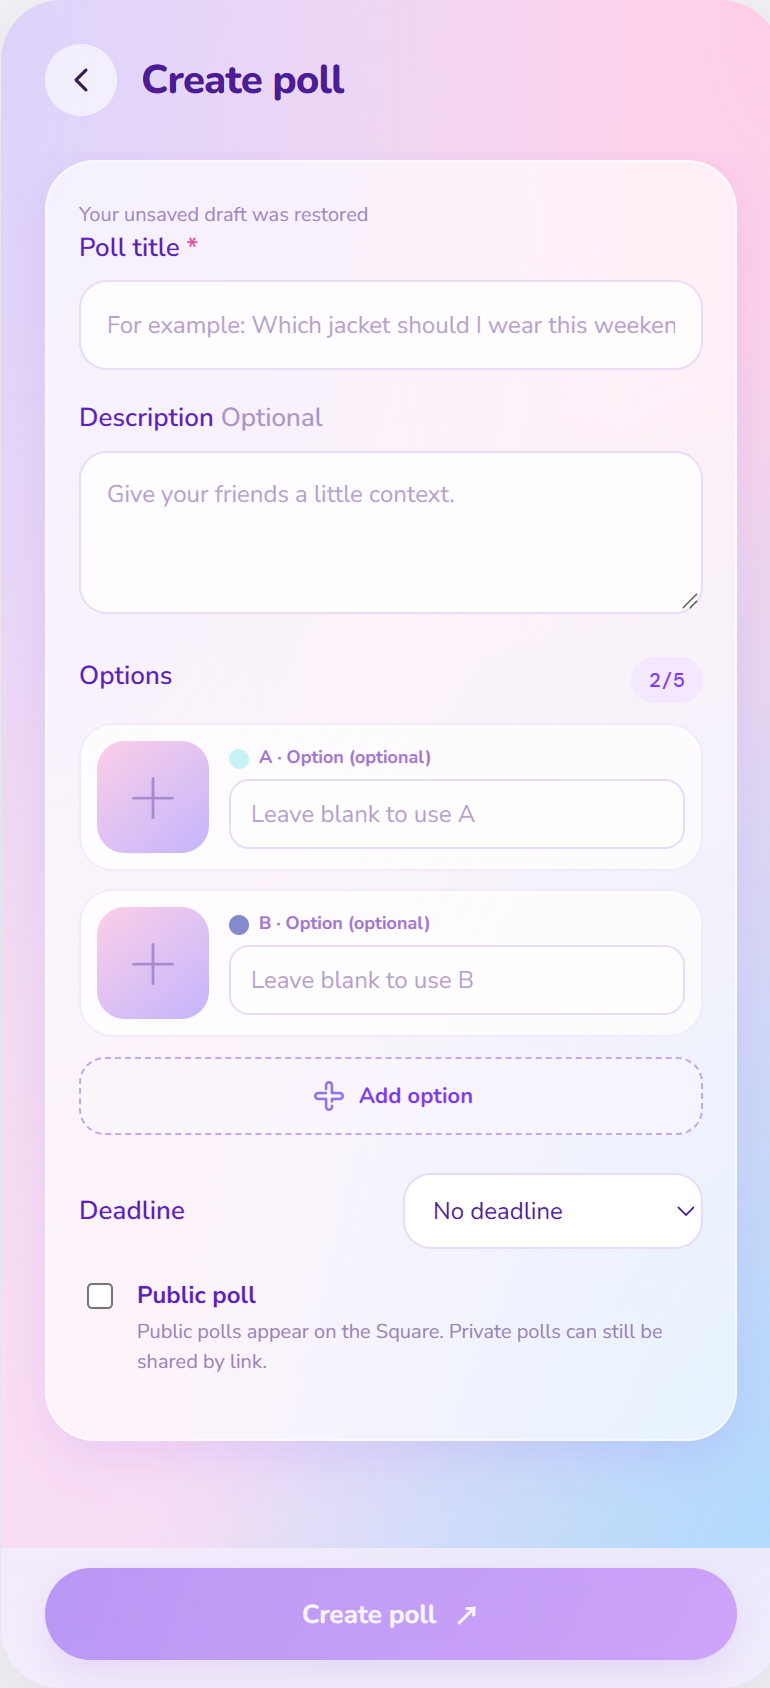 Create poll
Your unsaved draft was restored
Poll title *
For example: Which jacket should I wear this weeken
Description Optional
Give your friends a little context.
Options
2/5
A · Option (optional)
Leave blank to use A
B · Option (optional)
Leave blank to use B
Add option
Deadline
No deadline
Public poll
Public polls appear on the Square. Private polls can still be
shared by link.
Create poll ↗